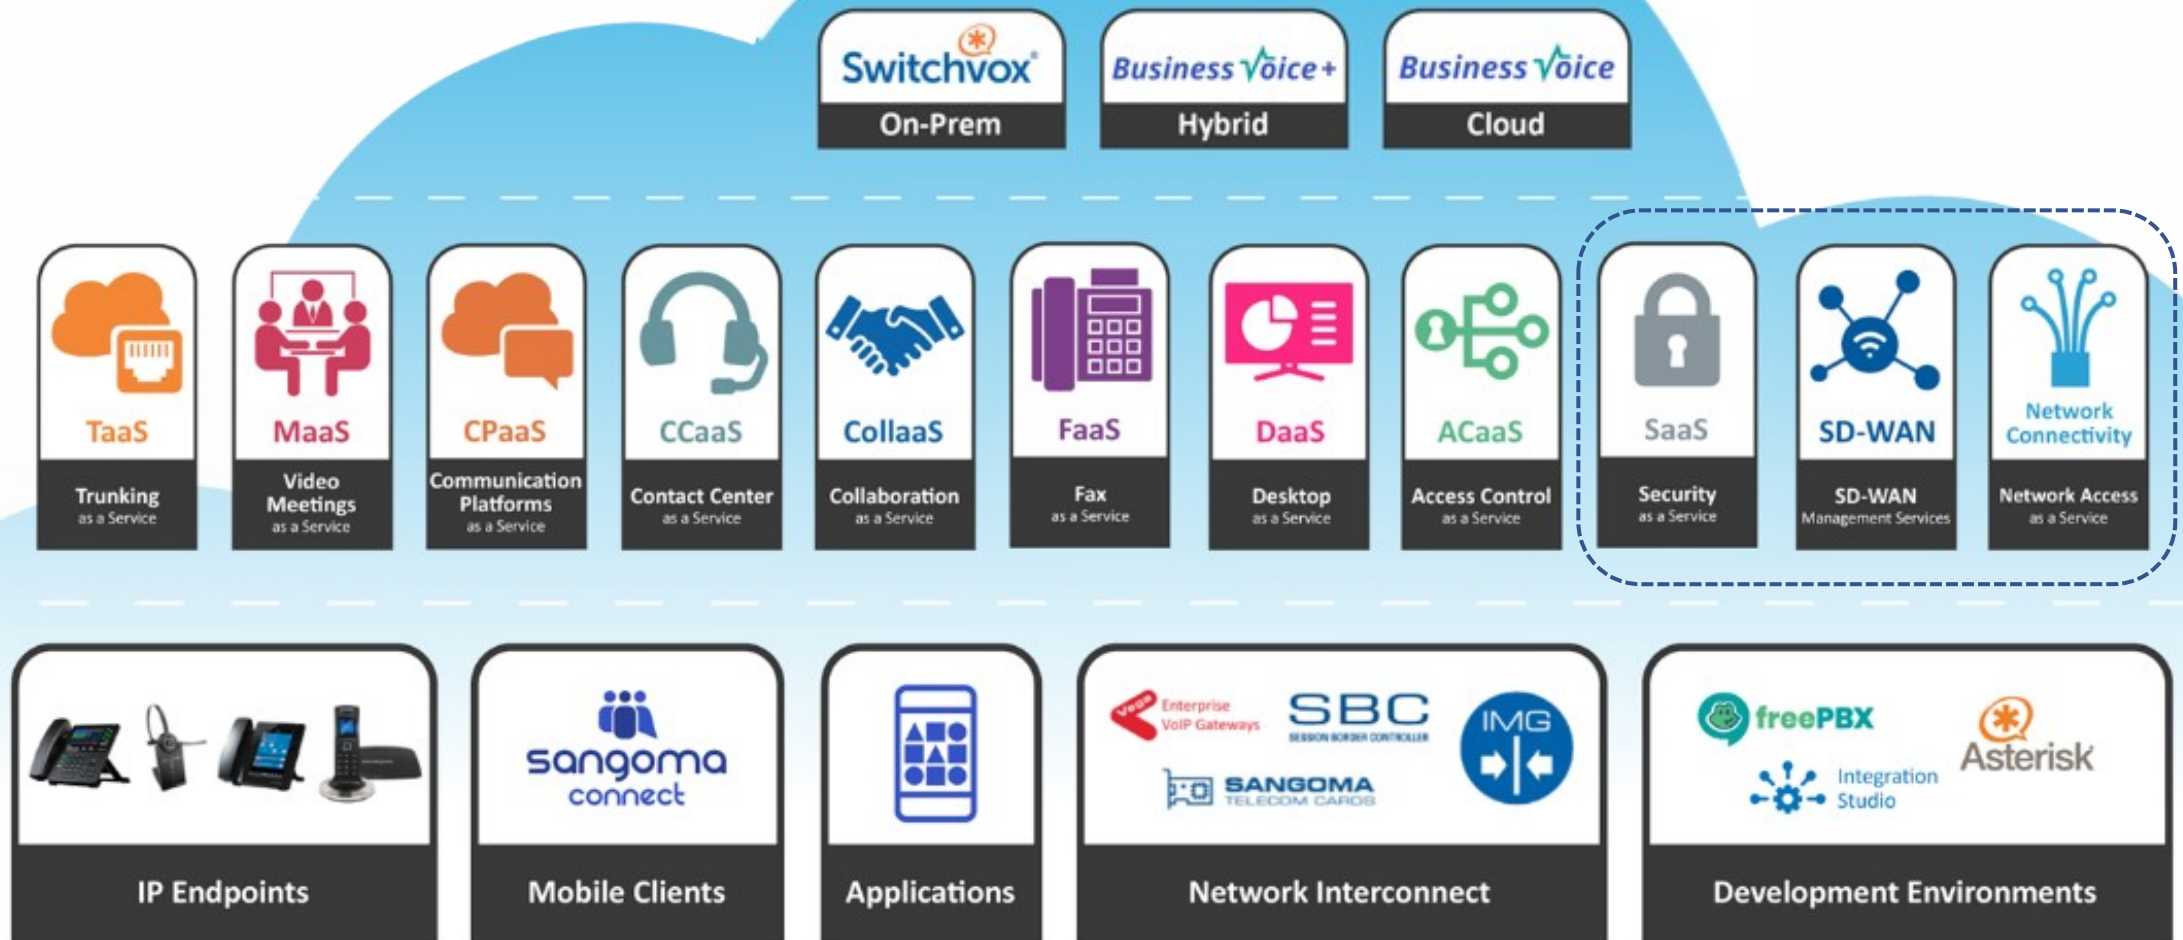 Switchvox®
On-Prem
Business Voice+
Hybrid
Business Voice
Cloud
TaaS
Trunking
as a Service
MaaS
Video
Meetings
as a Service
CPaaS
Communication
Platforms
as a Service
CCaaS
Contact Center
as a Service
CollaaS
Collaboration
as a Service
FaaS
Fax
as a Service
DaaS
Desktop
as a Service
ACaaS
Access Control
as a Service
SaaS
Security
as a Service
SD-WAN
SD-WAN
Management Services
Network
Connectivity
Network Access
as a Service
IP Endpoints
sangoma
connect
Mobile Clients
Applications
Vega
Enterprise
VoIP Gateways
SBC
SESSION BORDER CONTROLLER
IMG
SANGOMA
TELECOM CARDS
Network Interconnect
freePBX
Asterisk
Integration
Studio
Development Environments